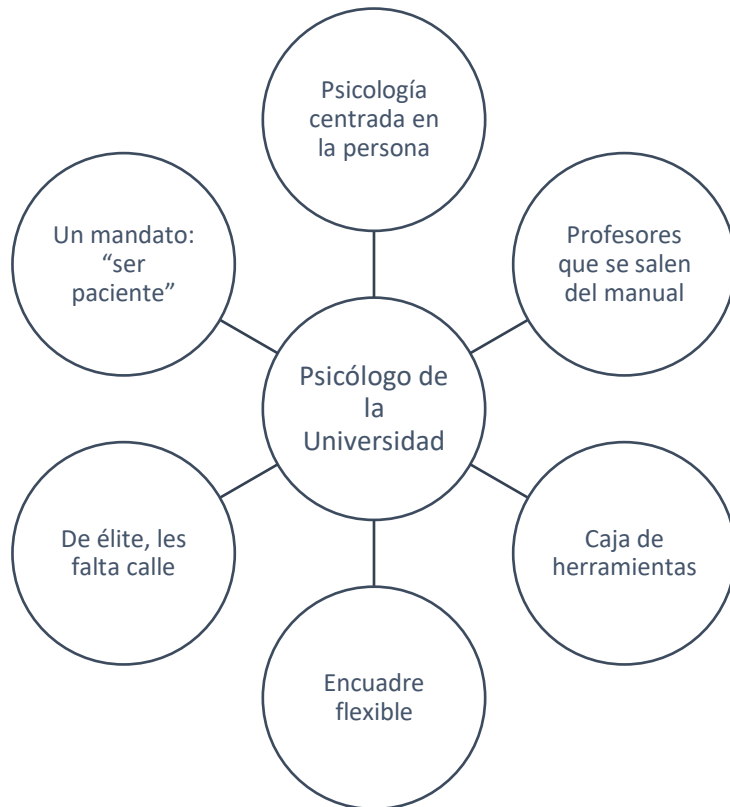 Psicología
centrada en
la persona
Profesores
que se salen
del manual
Caja de
herramientas
Encuadre
flexible
De élite, les
falta calle
Un mandato:
“ser
paciente”
Psicólogo de
la
Universidad